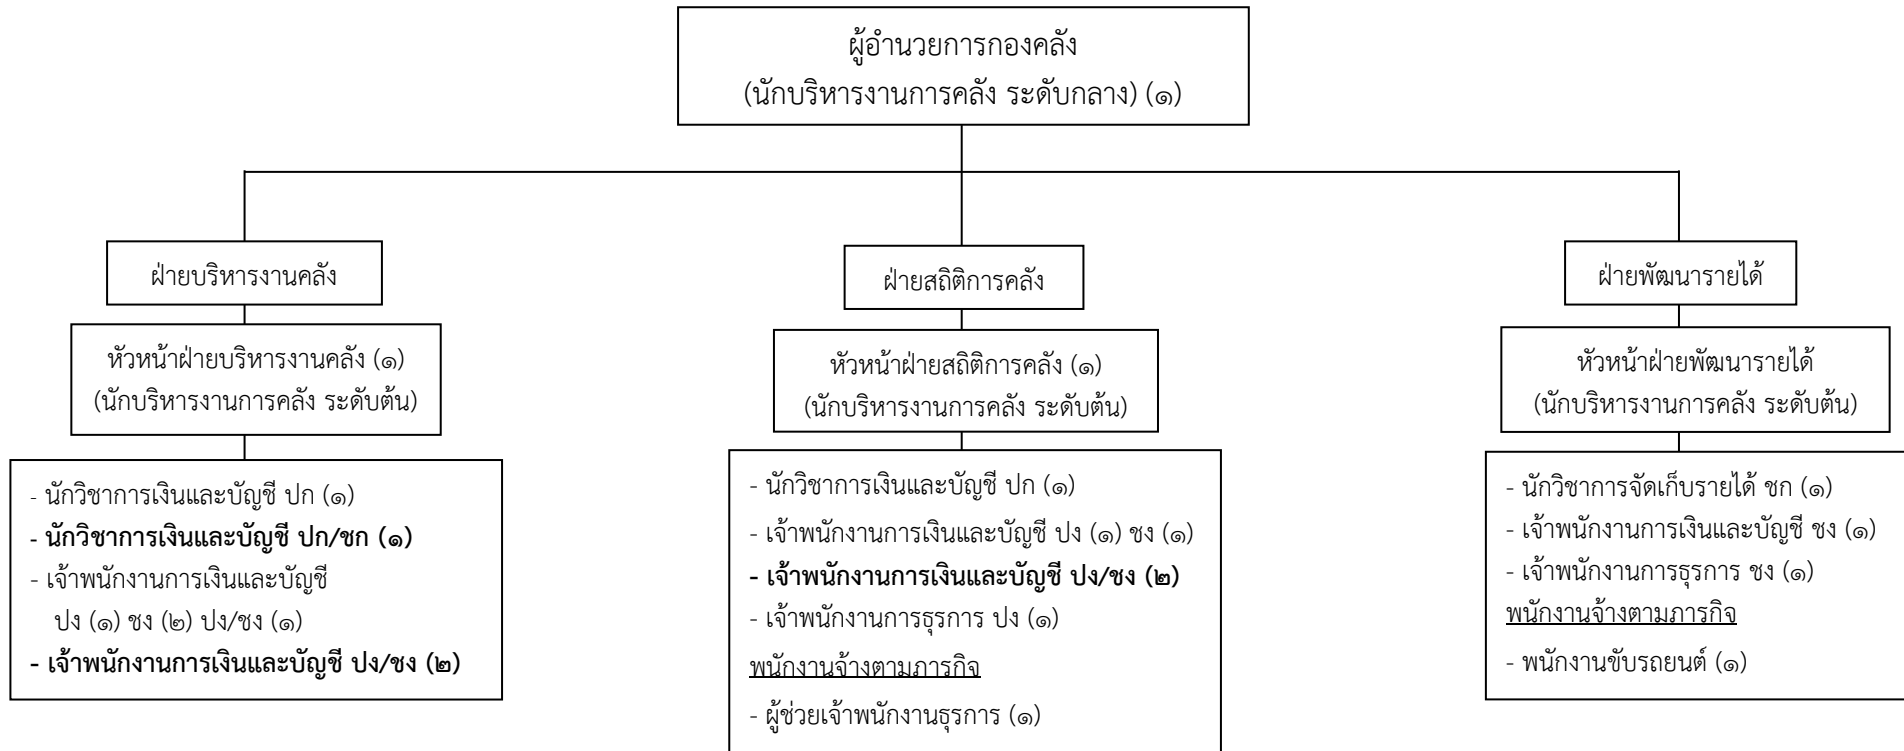 ผู้อำนวยการกองคลัง
(นักบริหารงานการคลัง ระดับกลาง) (๑)
ฝ่ายบริหารงานคลัง
หัวหน้าฝ่ายบริหารงานคลัง (๑)
(นักบริหารงานการคลัง ระดับต้น)
- นักวิชาการเงินและบัญชี ปก (๑)
- นักวิชาการเงินและบัญชี ปก/ชก (๑)
- เจ้าพนักงานการเงินและบัญชี
ปง (๑) ชง (๒) ปง/ชง (๑)
- เจ้าพนักงานการเงินและบัญชี ปง/ชง (๒)
ฝ่ายสถิติการคลัง
หัวหน้าฝ่ายสถิติการคลัง (๑)
(นักบริหารงานการคลัง ระดับต้น)
- นักวิชาการเงินและบัญชี ปก (๑)
- เจ้าพนักงานการเงินและบัญชี ปง (๑) ชง (๑)
- เจ้าพนักงานการเงินและบัญชี ปง/ชง (๒)
- เจ้าพนักงานการธุรการ ปง (๑)
พนักงานจ้างตามภารกิจ
- ผู้ช่วยเจ้าพนักงานธุรการ (๑)
ฝ่ายพัฒนารายได้
หัวหน้าฝ่ายพัฒนารายได้
(นักบริหารงานการคลัง ระดับต้น)
- นักวิชาการจัดเก็บรายได้ ชก (๑)
- เจ้าพนักงานการเงินและบัญชี ชง (๑)
- เจ้าพนักงานการธุรการ ชง (๑)
พนักงานจ้างตามภารกิจ
- พนักงานขับรถยนต์ (๑)